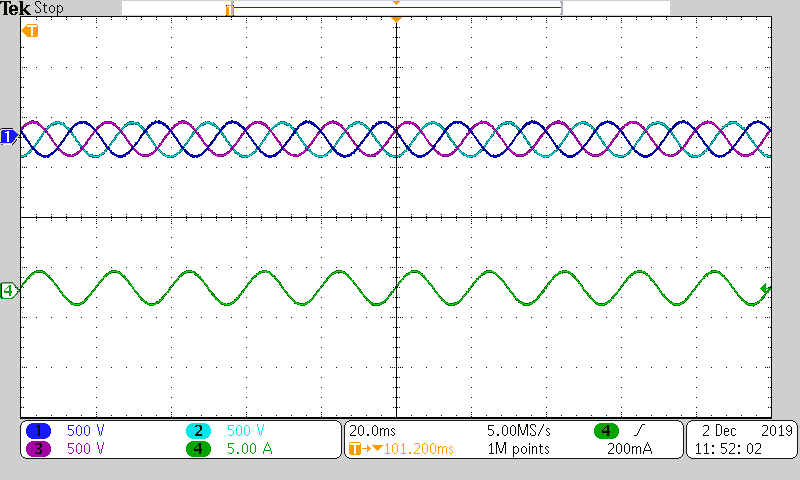 Tek Stop
T
1
4
1 500 V 2 500 V
3 500 V 4 5.00 A
20.0ms 5.00MS/s 4
T→▼101.200ms 1M points 200mA
2 Dec 2019
11:52:02